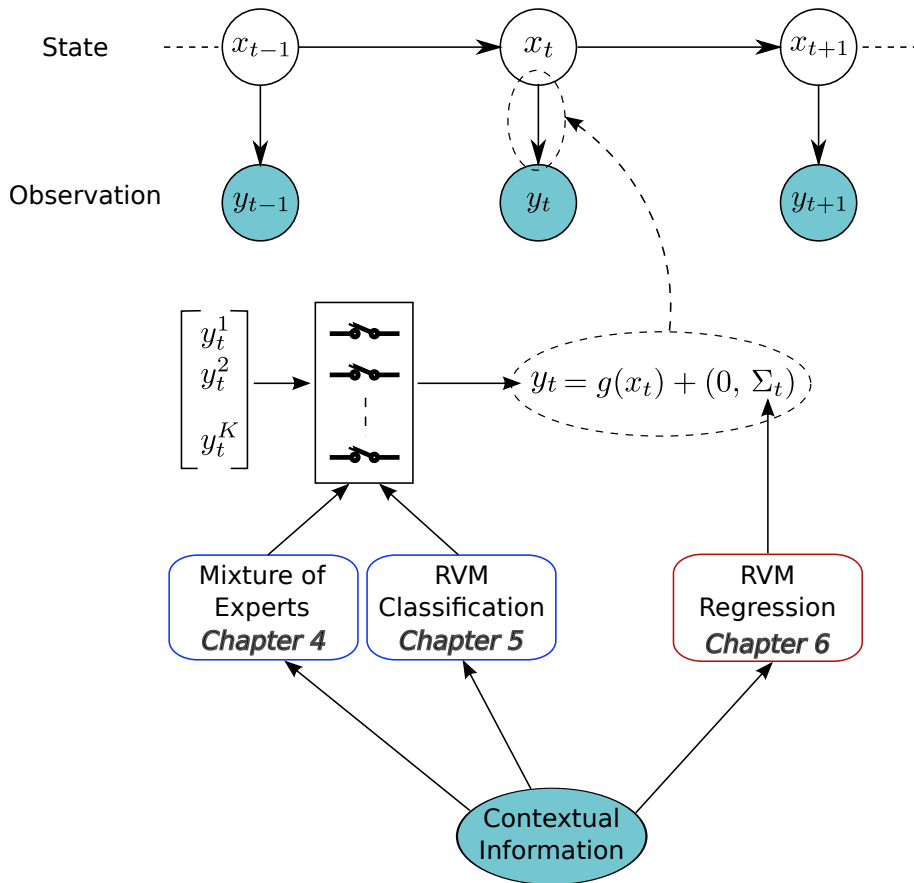 State
x_{t-1}
x_t
x_{t+1}
Observation
y_{t-1}
y_t
y_{t+1}
y_t^1
y_t^2
y_t^K
y_t = g(x_t) + (0, Σ_t)
Mixture of
Experts
Chapter 4
RVM
Classification
Chapter 5
RVM
Regression
Chapter 6
Contextual
Information